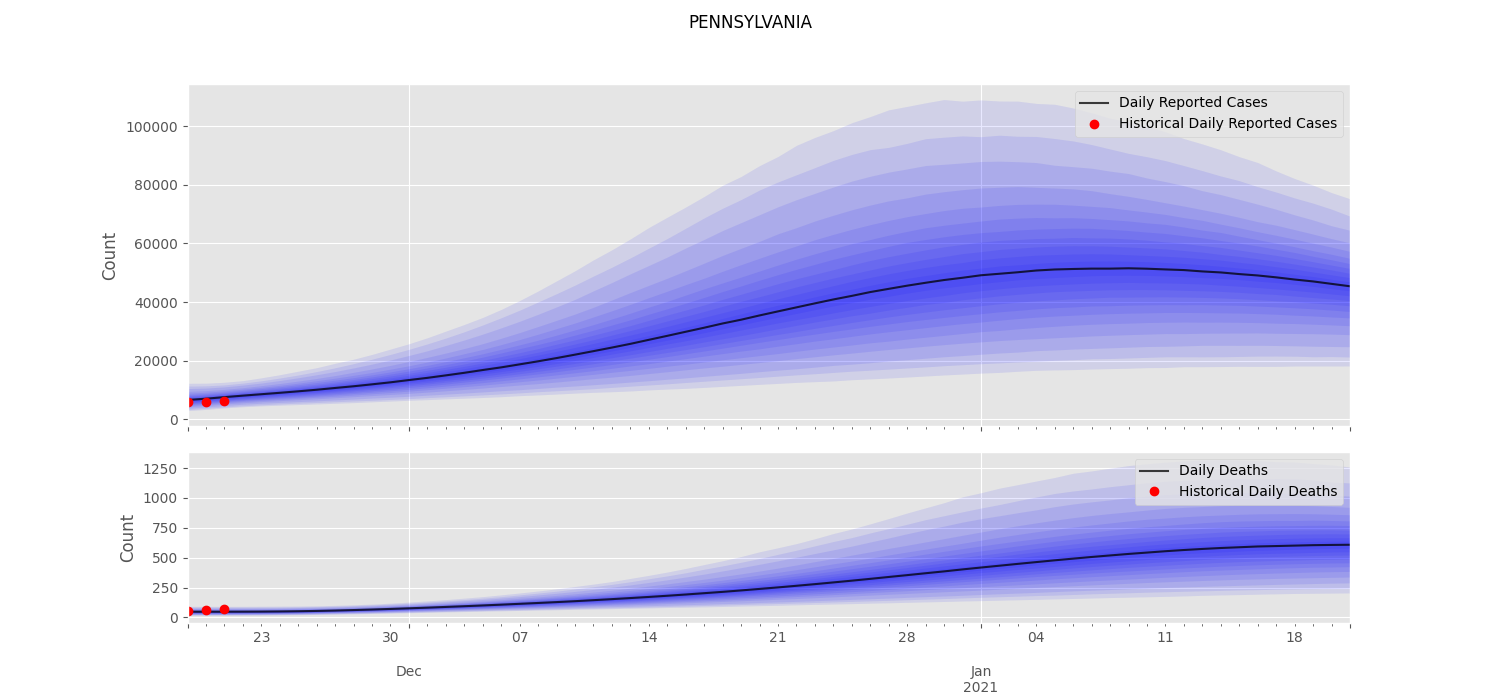 PENNSYLVANIA
Daily Reported Cases
Historical Daily Reported Cases
100000
80000
60000
40000
20000
0
Count
Daily Deaths
Historical Daily Deaths
1250
1000
750
500
250
0
Count
23 30 07 14 21 28 04 11 18
Dec Jan
2021